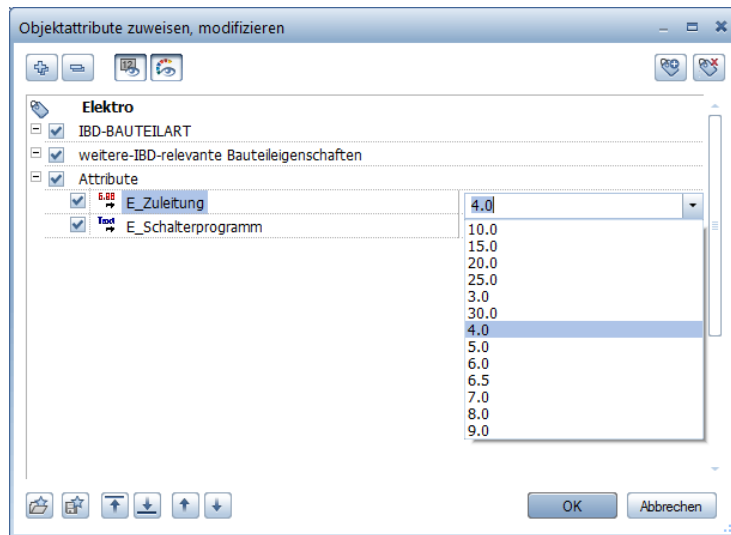 Objektattribute zuweisen, modifizieren
Elektro
IBD-BAUTEILART
weitere-IBD-relevante Bauteileigenschaften
Attribute
E_Zuleitung
4.0
E_Schalterprogramm
10.0
15.0
20.0
25.0
3.0
30.0
4.0
5.0
6.0
6.5
7.0
8.0
9.0
OK
Abbrechen